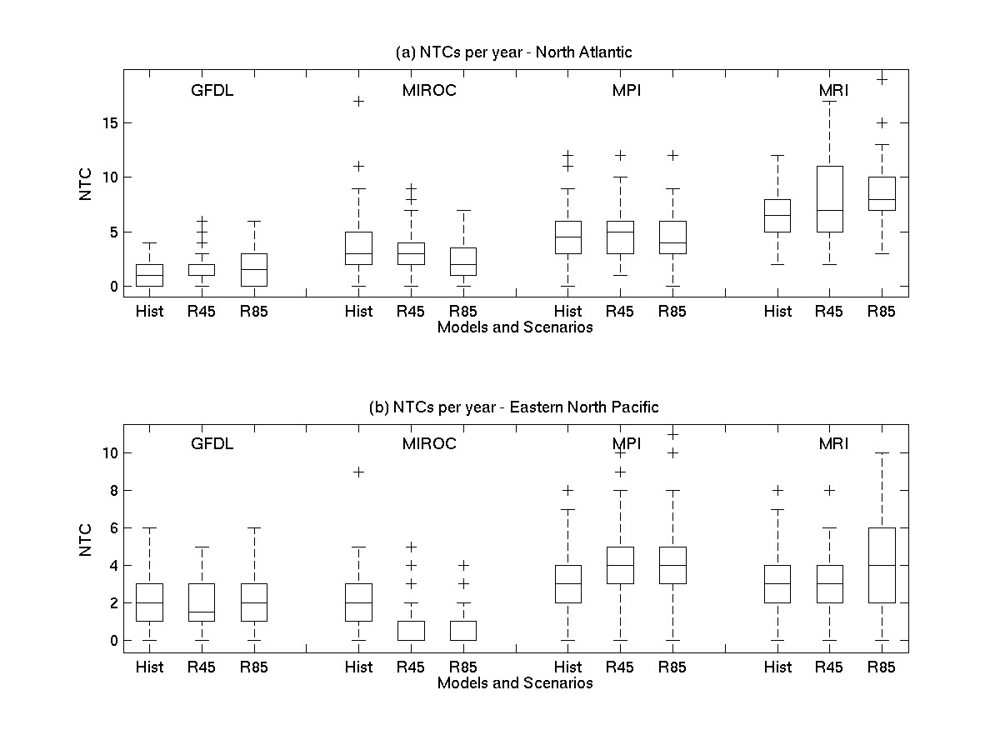 (a) NTCs per year - North Atlantic
GFDL MIROC MPI MRI
15
10
5
0
NTC
Hist R45 R85 Hist R45 R85 Hist R45 R85 Hist R45 R85
Models and Scenarios
(b) NTCs per year - Eastern North Pacific
GFDL MIROC MPI MRI
10
8
6
4
2
0
NTC
Hist R45 R85 Hist R45 R85 Hist R45 R85 Hist R45 R85
Models and Scenarios